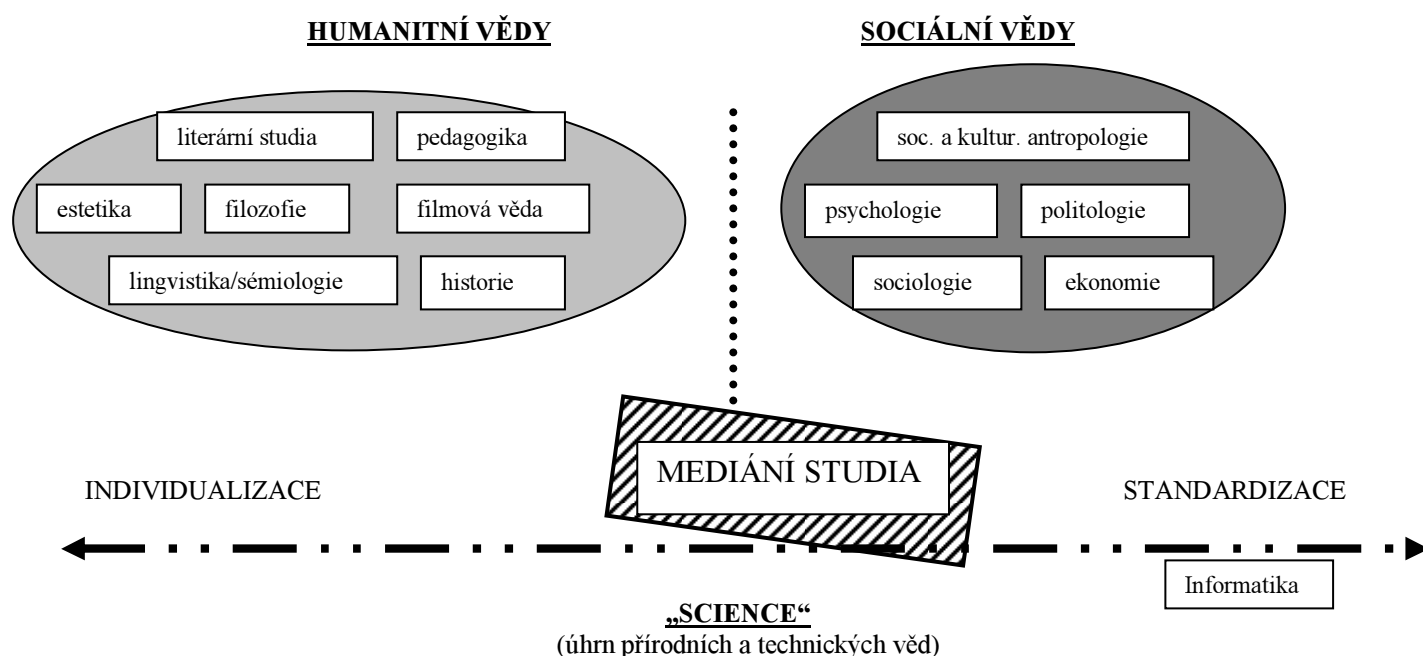 HUMANITNÍ VĚDY
SOCIÁLNÍ VĚDY
literární studia
pedagogika
estetika
filozofie
filmová věda
lingvistika/sémiologie
historie
soc. a kultur. antropologie
psychologie
politologie
sociologie
ekonomie
MEDIÁNÍ STUDIA
INDIVIDUALIZACE
STANDARDIZACE
Informatika
„SCIENCE“
(úhrn přírodních a technických věd)